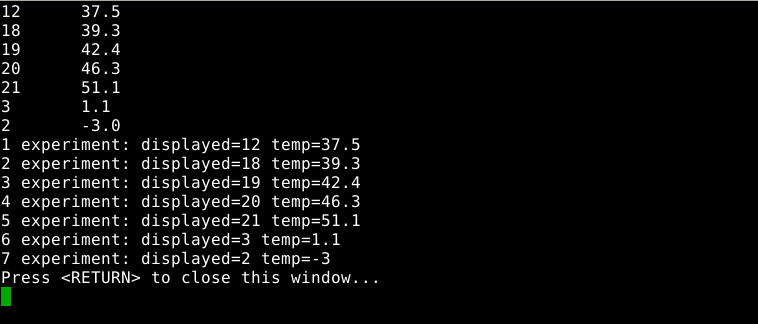 12      37.5
18      39.3
19      42.4
20      46.3
21      51.1
3       1.1
2       -3.0
1 experiment: displayed=12 temp=37.5
2 experiment: displayed=18 temp=39.3
3 experiment: displayed=19 temp=42.4
4 experiment: displayed=20 temp=46.3
5 experiment: displayed=21 temp=51.1
6 experiment: displayed=3 temp=1.1
7 experiment: displayed=2 temp=-3
Press <RETURN> to close this window...